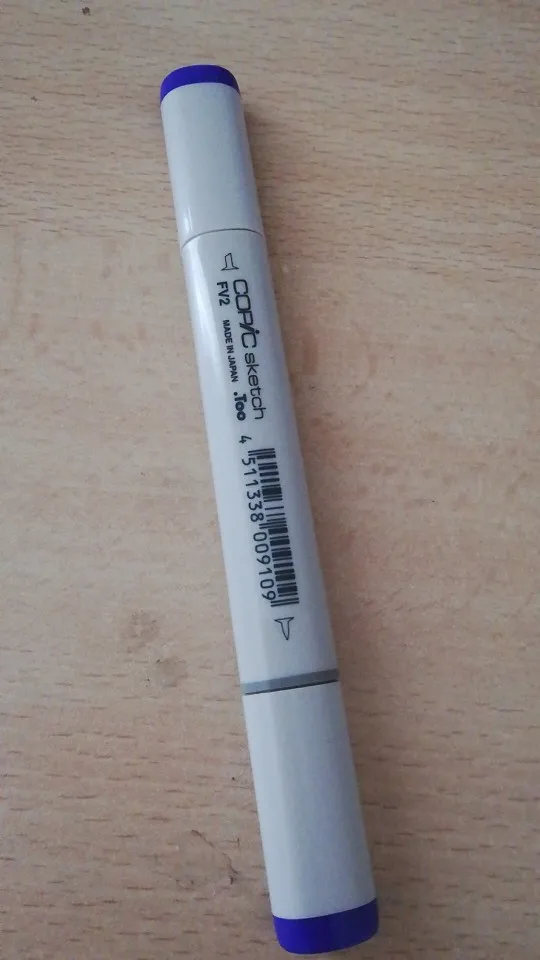 COPIC sketch
FV2 MADE IN JAPAN .Too
4 511338 009109